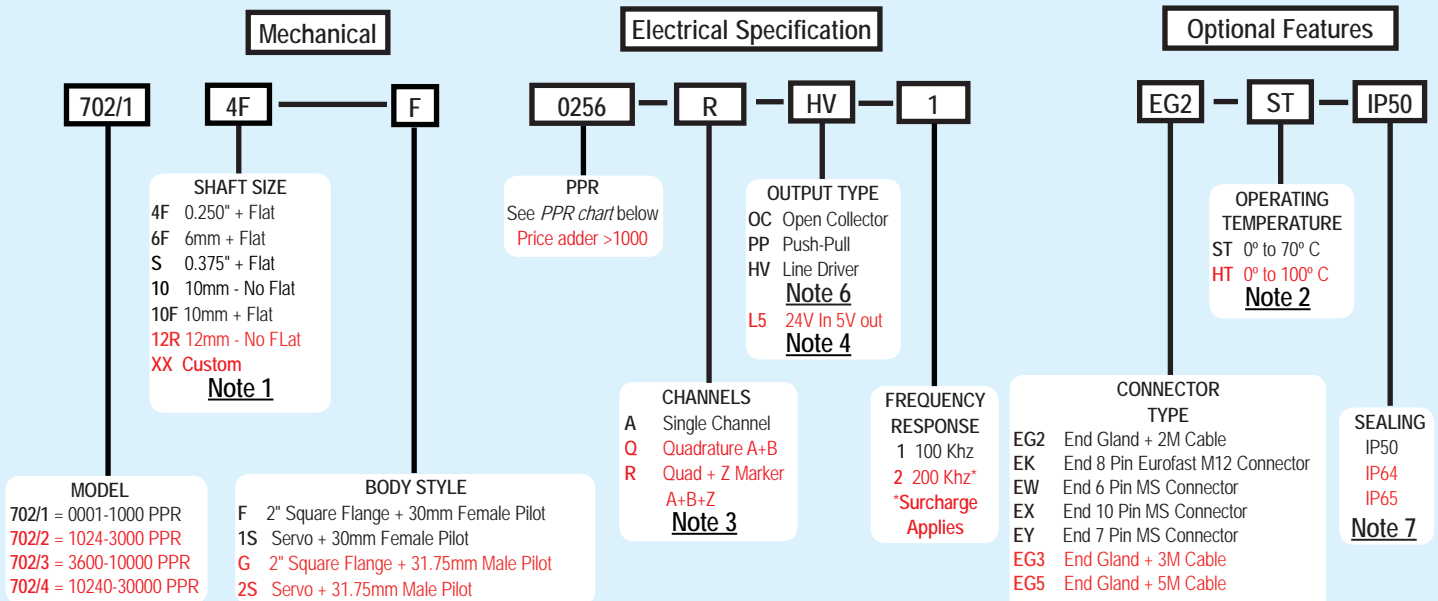 Mechanical
Electrical Specification
Optional Features
702/1
4F
F
0256
R
HV
1
EG2
ST
IP50
SHAFT SIZE
4F 0.250" + Flat
6F 6mm + Flat
S 0.375" + Flat
10 10mm - No Flat
10F 10mm + Flat
12R 12mm - No FLat
XX Custom
Note 1
PPR
See PPR chart below
Price adder >1000
OUTPUT TYPE
OC Open Collector
PP Push-Pull
HV Line Driver
Note 6
L5 24V In 5V out
Note 4
OPERATING
TEMPERATURE
ST 0º to 70º C
HT 0º to 100º C
Note 2
MODEL
702/1 = 0001-1000 PPR
702/2 = 1024-3000 PPR
702/3 = 3600-10000 PPR
702/4 = 10240-30000 PPR
BODY STYLE
F 2" Square Flange + 30mm Female Pilot
1S Servo + 30mm Female Pilot
G 2" Square Flange + 31.75mm Male Pilot
2S Servo + 31.75mm Male Pilot
CHANNELS
A Single Channel
Q Quadrature A+B
R Quad + Z Marker
A+B+Z
Note 3
FREQUENCY
RESPONSE
1 100 Khz
2 200 Khz*
*Surcharge
Applies
CONNECTOR
TYPE
EG2 End Gland + 2M Cable
EK End 8 Pin Eurofast M12 Connector
EW End 6 Pin MS Connector
EX End 10 Pin MS Connector
EY End 7 Pin MS Connector
EG3 End Gland + 3M Cable
EG5 End Gland + 5M Cable
SEALING
IP50
IP64
IP65
Note 7